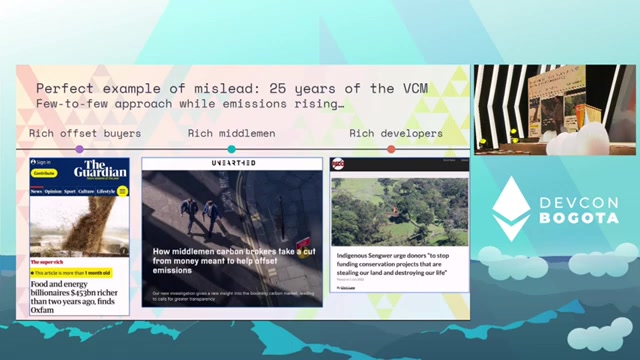 Perfect example of mislead: 25 years of the VCM
Few-to-few approach while emissions rising…
Rich offset buyers
Rich middlemen
Rich developers
Sign in
Contribute
The
Guardian
News Opinion Sport Culture Lifestyle
The super-rich
This article is more than 1 month old
Food and energy
billionaires $453bn richer
than two years ago, finds
Oxfam
UNEARTHED
How middlemen carbon brokers take a cut
from money meant to help offset
emissions
Our new investigation gives a rare insight into the booming carbon market, leading
to calls for greater transparency
Indigenous Sengwer urge donors "to stop
funding conservation projects that are
stealing our land and destroying our life"
DEVCON
BOGOTA